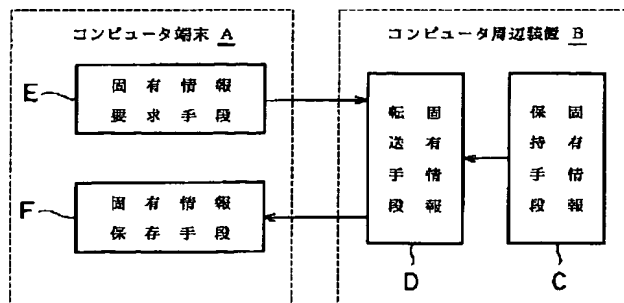 コンピュータ端末 A
コンピュータ周辺装置 B
E
固有情報
要求手段
F
固有情報
保存手段
固有情報
転送手段
D
固有情報
保持手段
C